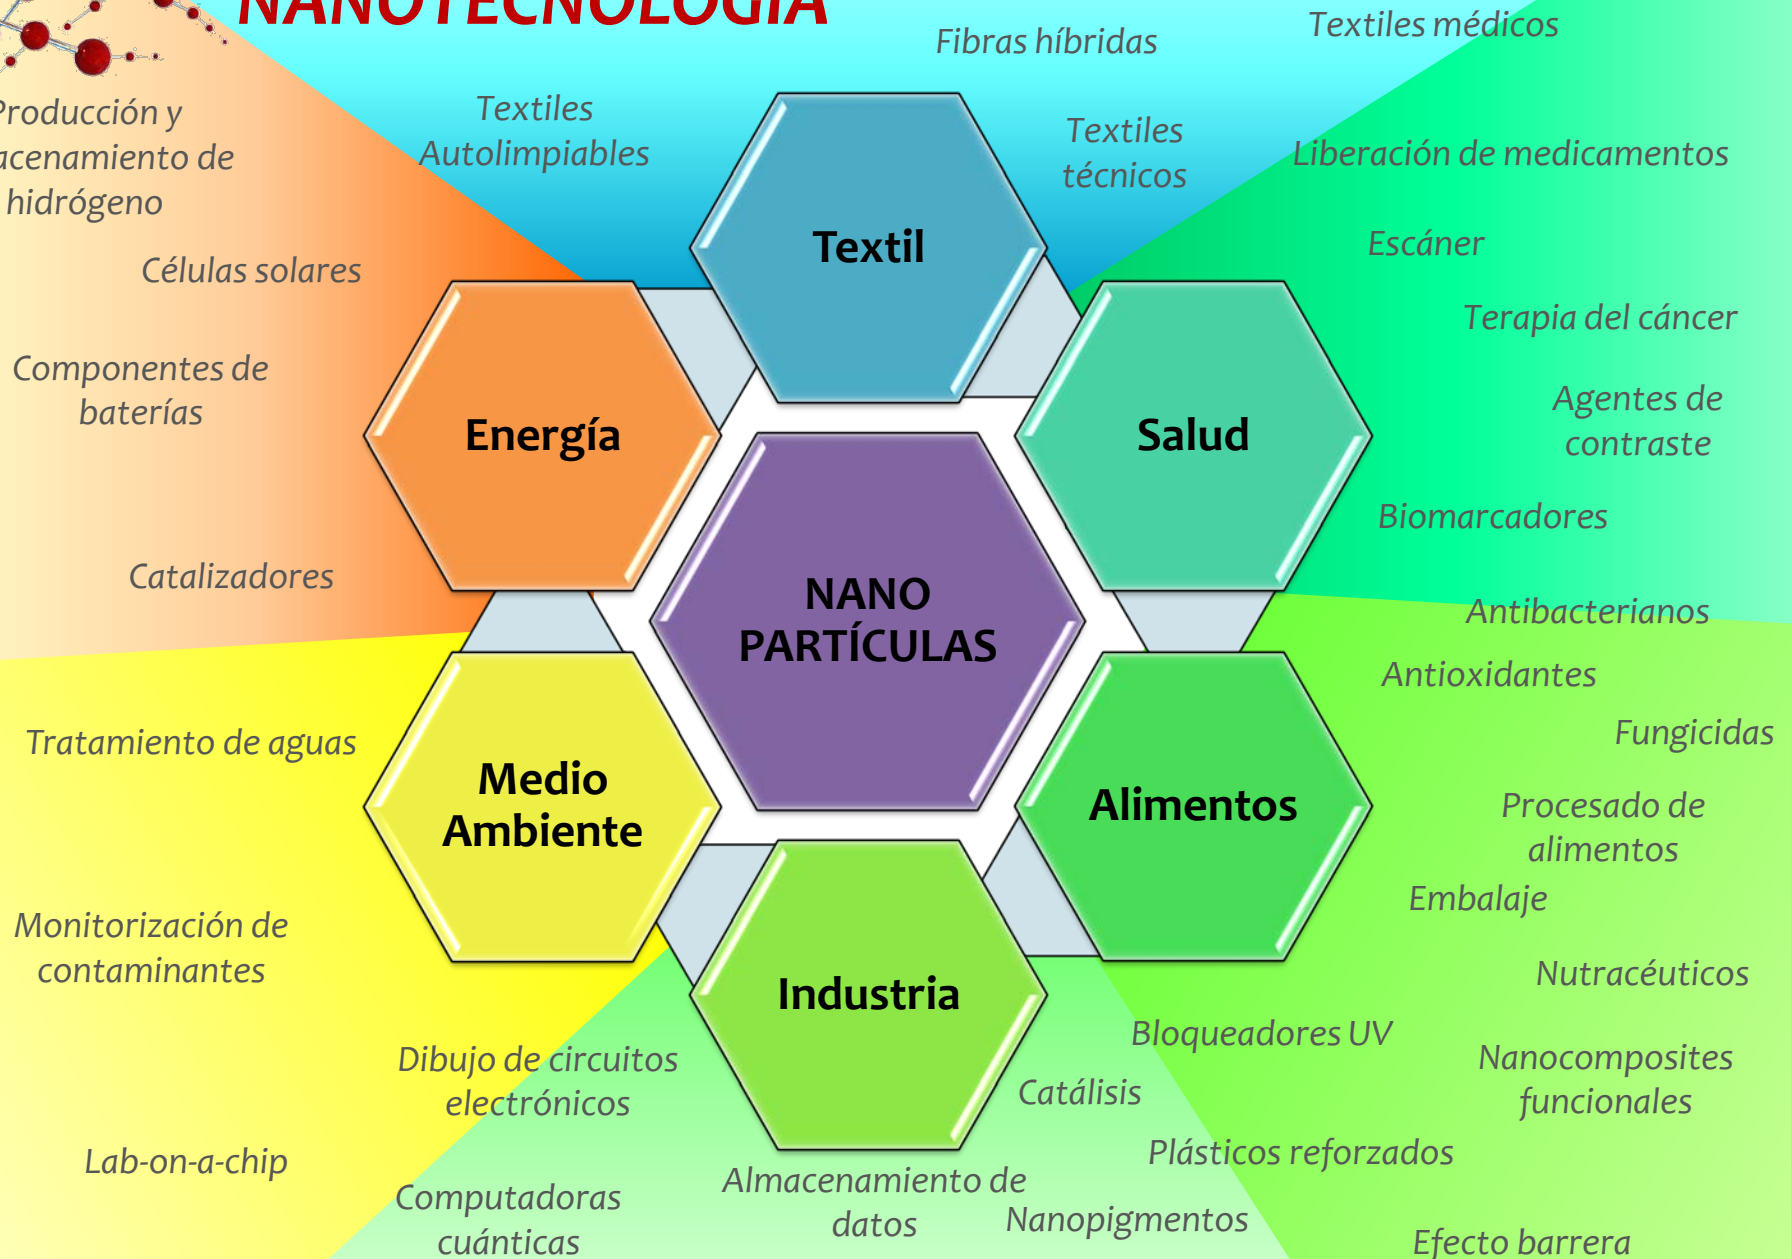 NANOTECNOLOGÍA
Fibras híbridas
Textiles médicos
Textiles
Autolimpiables
Textiles
técnicos
Producción y
hidrógeno
acenamiento de
Liberación de medicamentos
Escáner
Células solares
Terapia del cáncer
Componentes de
baterías
Agentes de
contraste
Biomarcadores
Catalizadores
Textil
Energía
Salud
NANO
PARTÍCULAS
Antibacterianos
Antioxidantes
Fungicidas
Tratamiento de aguas
Medio
Ambiente
Alimentos
Procesado de
alimentos
Embalaje
Monitorización de
contaminantes
Nutracéuticos
Industria
Bloqueadores UV
Nanocomposites
funcionales
Dibujo de circuitos
electrónicos
Catálisis
Plásticos reforzados
Lab-on-a-chip
Almacenamiento de
datos
Computadoras
cuánticas
Nanopigmentos
Efecto barrera